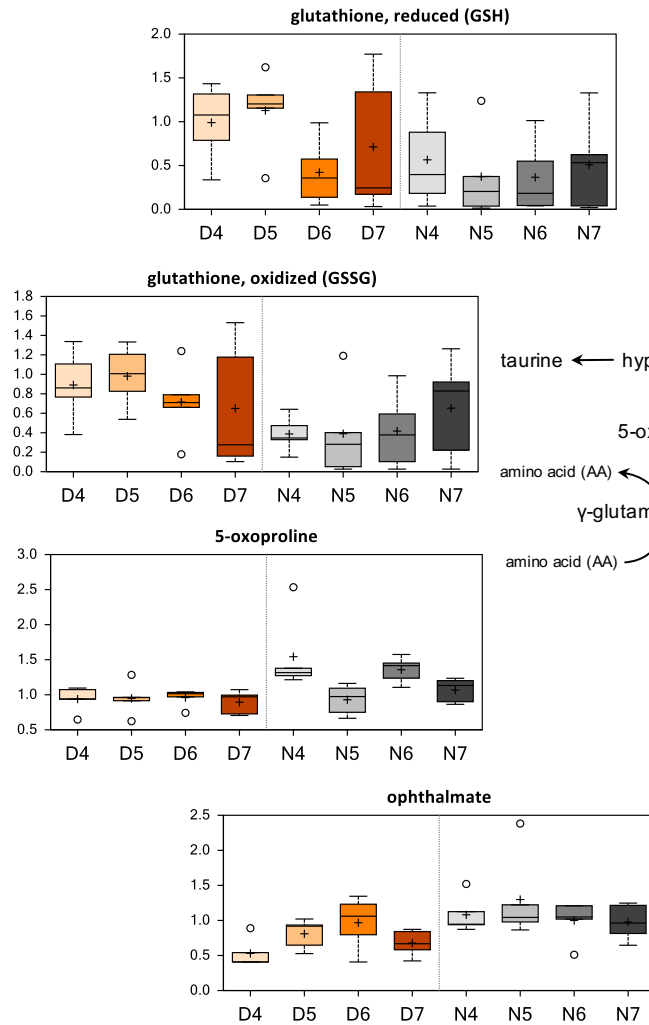 glutathione, reduced (GSH)
2.0
1.5
1.0
0.5
0.0
D4 D5 D6 D7 N4 N5 N6 N7
glutathione, oxidized (GSSG)
1.8
1.6
1.4
1.2
1.0
0.8
0.6
0.4
0.2
0.0
D4 D5 D6 D7 N4 N5 N6 N7
taurine hyp
5-ox
amino acid (AA)
γ-glutam
amino acid (AA)
5-oxoproline
3.0
2.5
2.0
1.5
1.0
0.5
D4 D5 D6 D7 N4 N5 N6 N7
ophthalmate
2.5
2.0
1.5
1.0
0.5
0.0
D4 D5 D6 D7 N4 N5 N6 N7